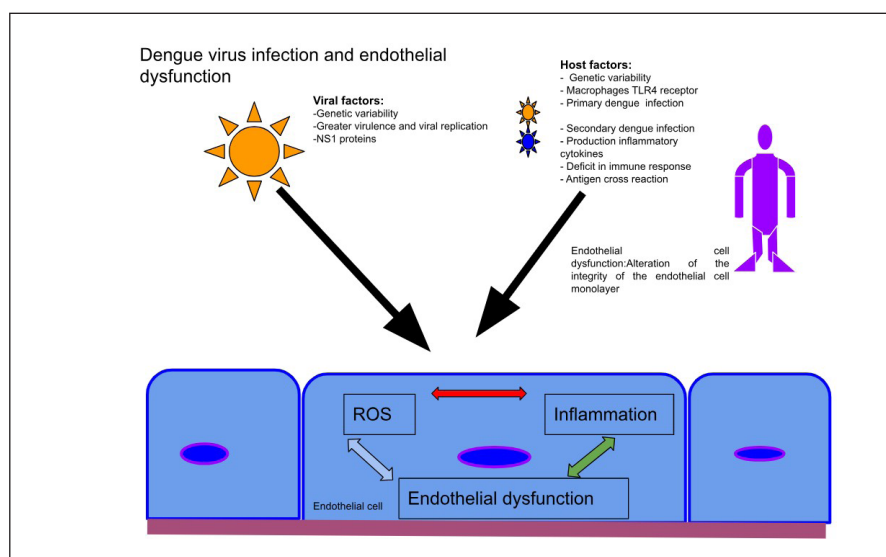 Dengue virus infection and endothelial
dysfunction
Viral factors:
-Genetic variability
-Greater virulence and viral replication
-NS1 proteins
Host factors:
- Genetic variability
- Macrophages TLR4 receptor
- Primary dengue infection
- Secondary dengue infection
- Production inflammatory
cytokines
- Deficit in immune response
- Antigen cross reaction
Endothelial cell
dysfunction:Alteration of the
integrity of the endothelial cell
monolayer
ROS
Inflammation
Endothelial dysfunction
Endothelial cell